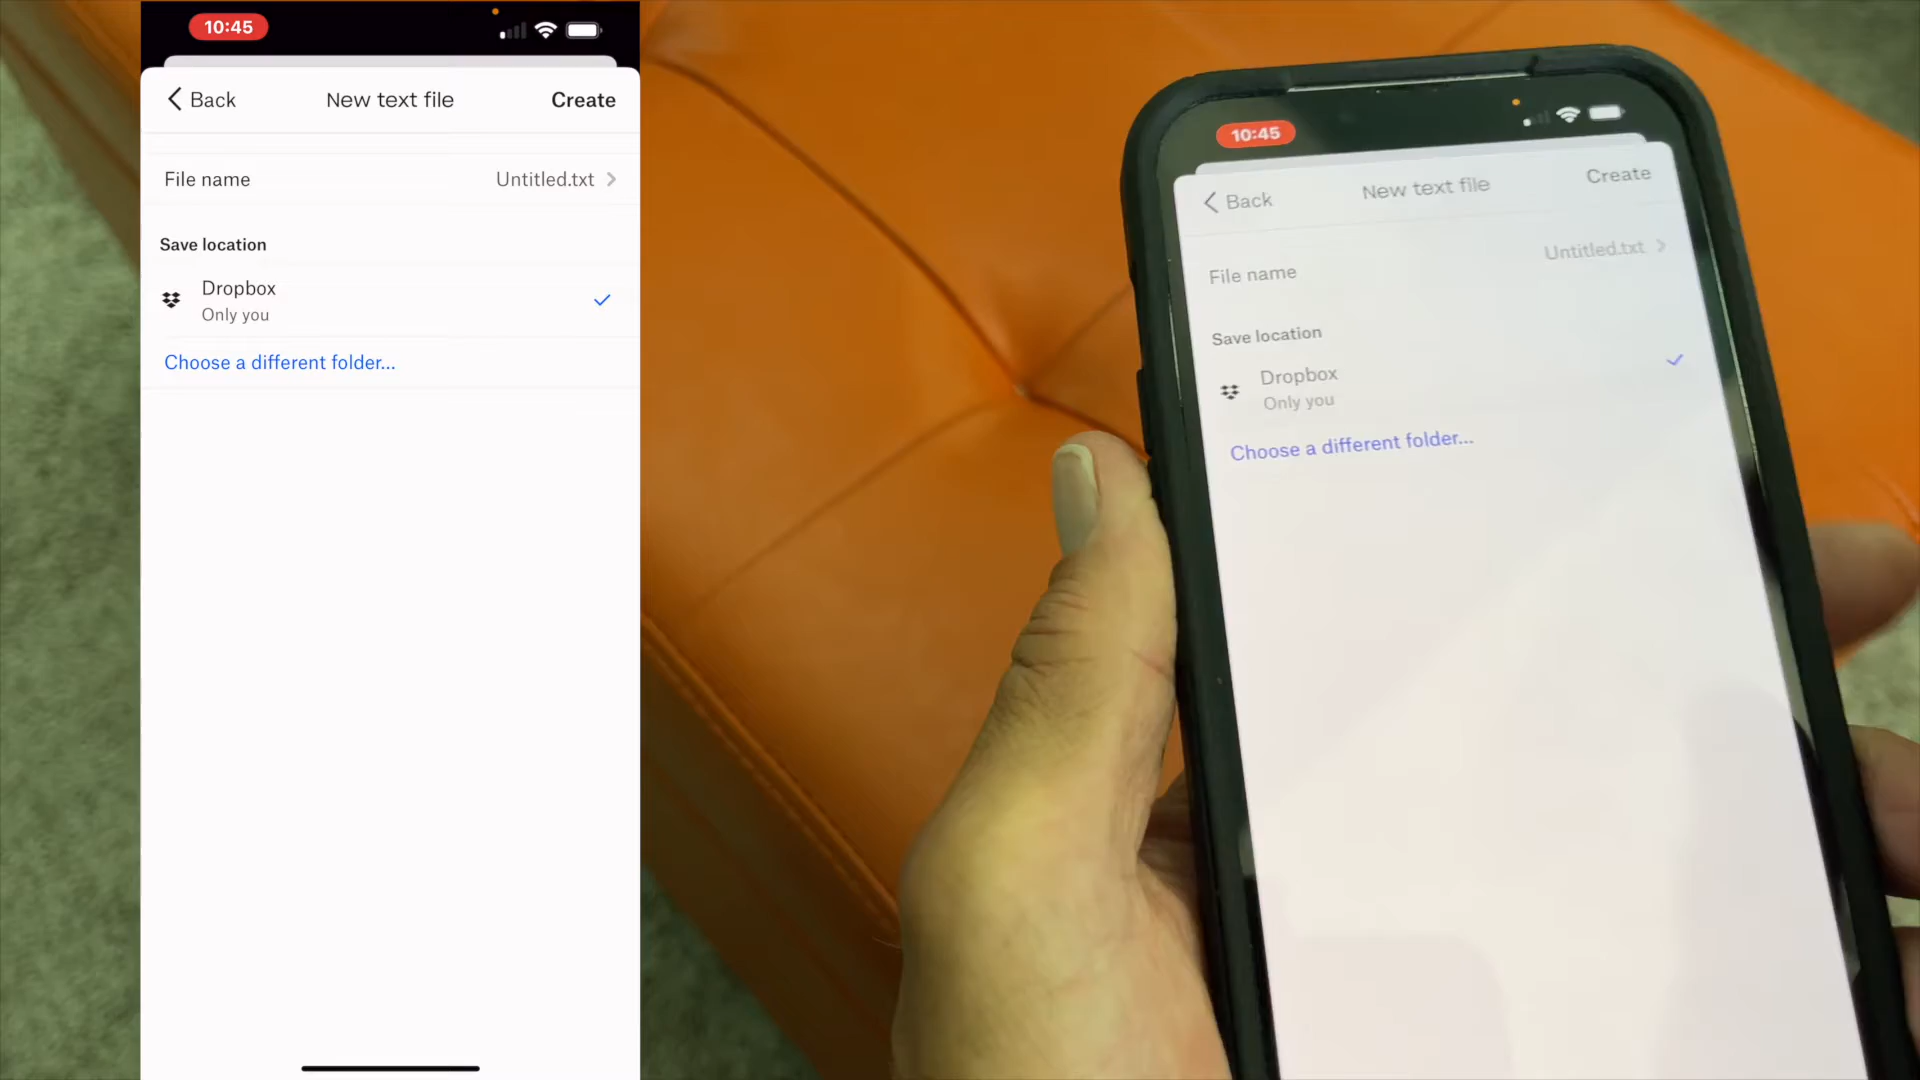 10:45
Back New text file Create
File name Untitled.txt
Save location
Dropbox
Only you
Choose a different folder...
10:45
Back New text file Create
File name Untitled.txt
Save location
Dropbox
Only you
Choose a different folder...